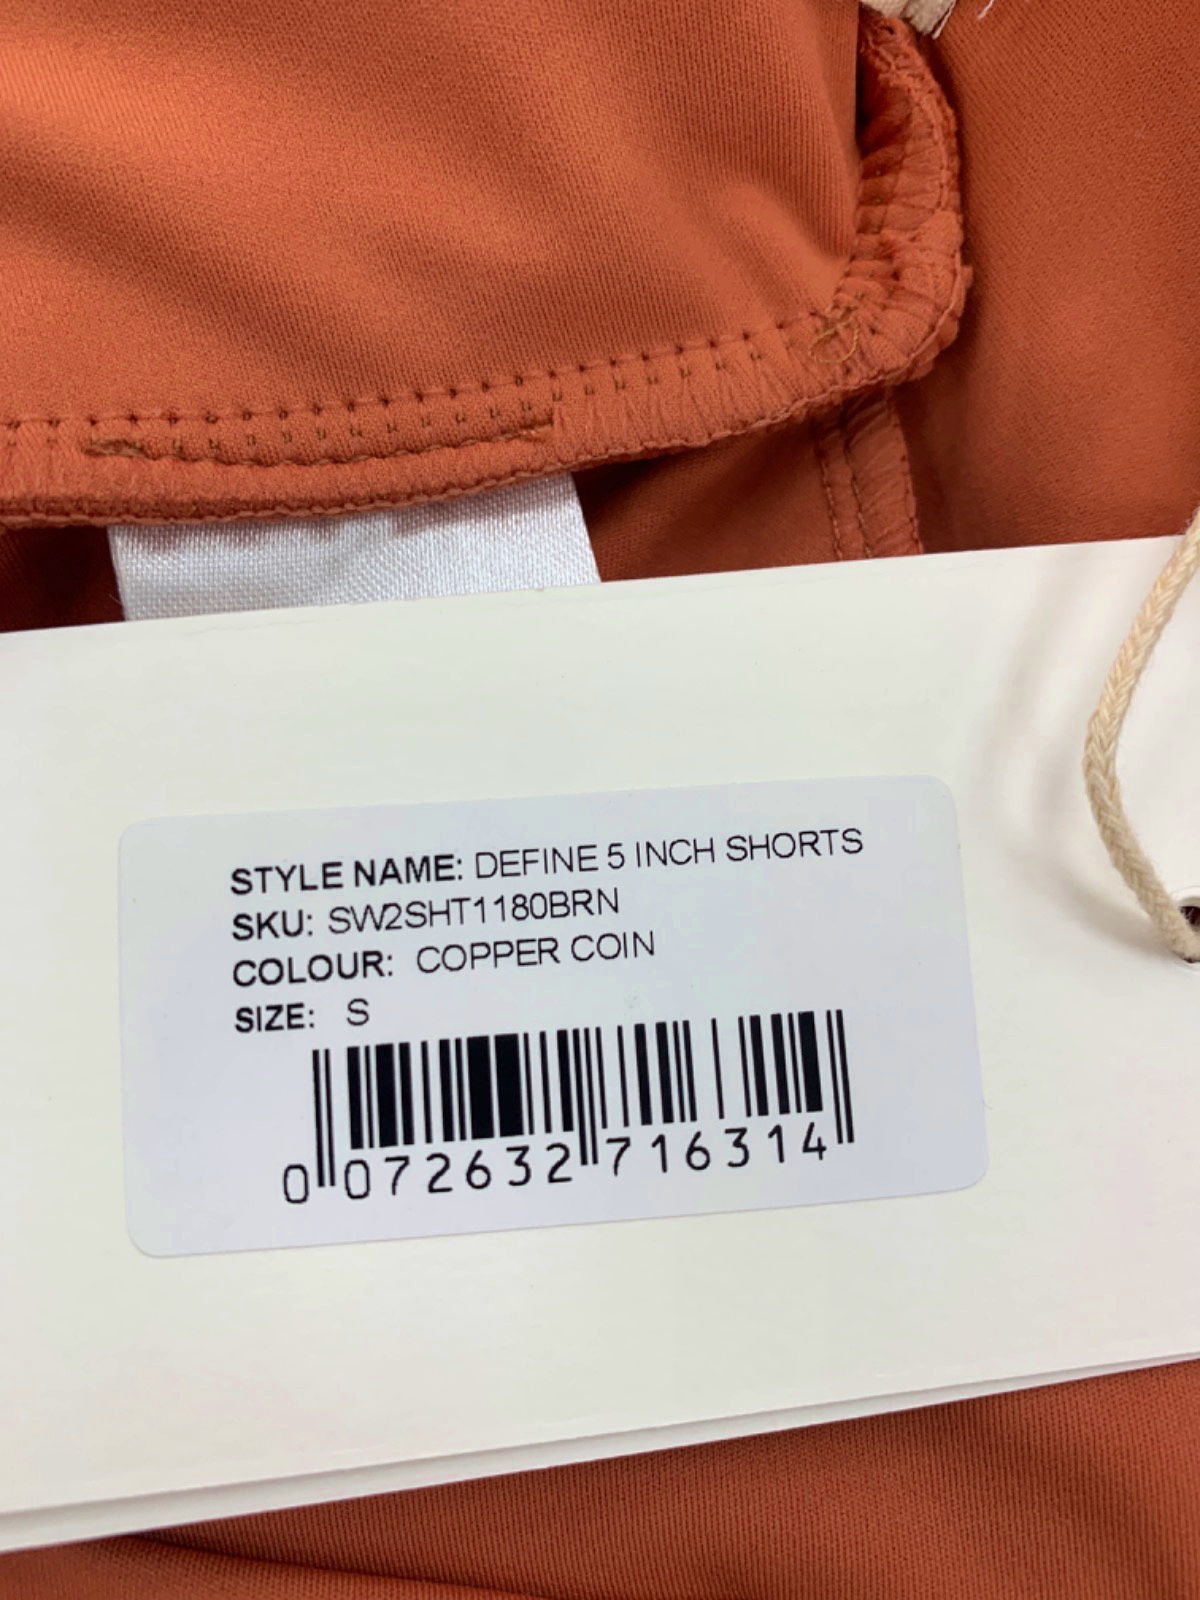 STYLE NAME: DEFINE 5 INCH SHORTS
SKU: SW2SHT1180BRN
COLOUR: COPPER COIN
SIZE: S
0 072632 716314